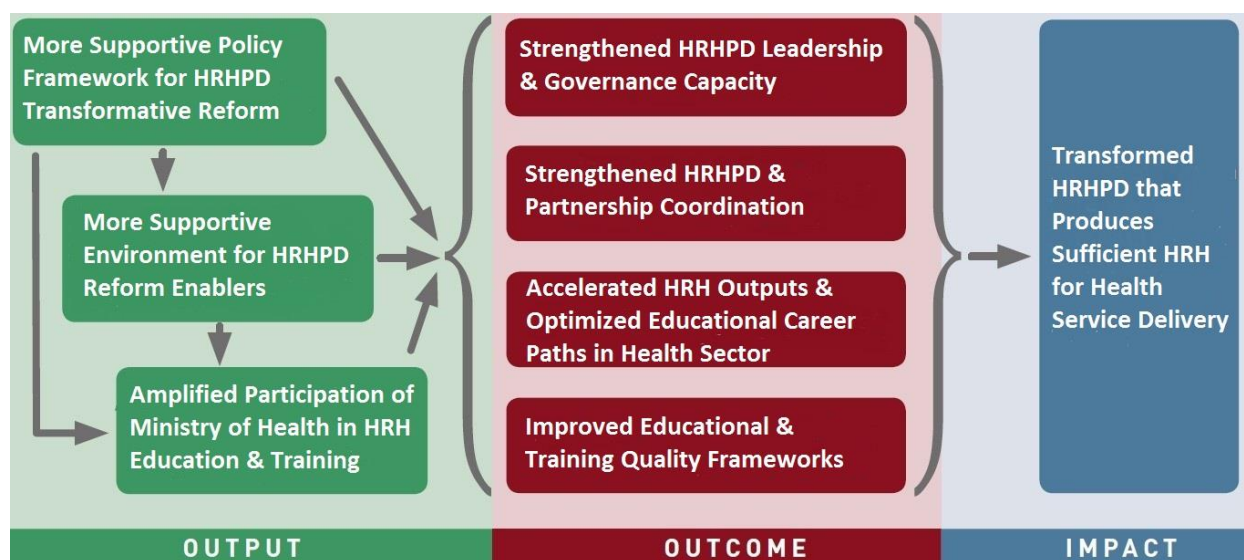 More Supportive Policy
Framework for HRHPD
Transformative Reform
More Supportive
Environment for HRHPD
Reform Enablers
Amplified Participation of
Ministry of Health in HRH
Education & Training
Strengthened HRHPD Leadership
& Governance Capacity
Strengthened HRHPD &
Partnership Coordination
Accelerated HRH Outputs &
Optimized Educational Career
Paths in Health Sector
Improved Educational &
Training Quality Frameworks
Transformed
HRHPD that
Produces
Sufficient HRH
for Health
Service Delivery
OUTPUT
OUTCOME
IMPACT